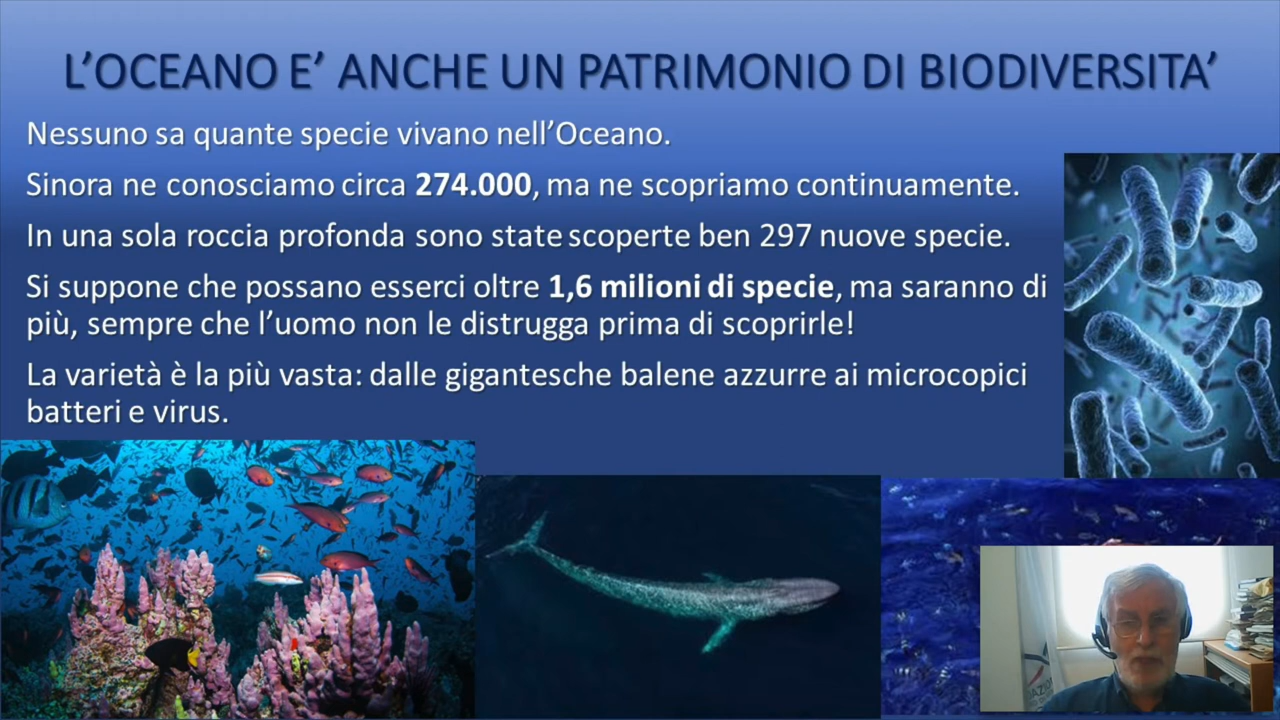 L'OCEANO E' ANCHE UN PATRIMONIO DI BIODIVERSITA'
Nessuno sa quante specie vivano nell'Oceano.
Sinora ne conosciamo circa 274.000, ma ne scopriamo continuamente.
In una sola roccia profonda sono state scoperte ben 297 nuove specie.
Si suppone che possano esserci oltre 1,6 milioni di specie, ma saranno di
più, sempre che l'uomo non le distrugga prima di scoprirle!
La varietà è la più vasta: dalle gigantesche balene azzurre ai microcopici
batteri e virus.